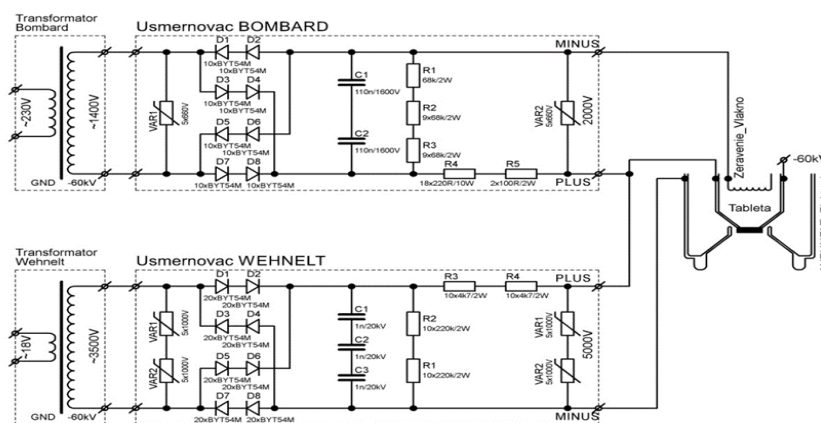 Transformator
Bombard
~230V
~1400V
GND
-60kV
Usmernovac BOMBARD
VAR1
5x660V
D1
D2
10xBYT54M
10xBYT54M
D3
D4
10xBYT54M
10xBYT54M
D5
D6
10xBYT54M
10xBYT54M
D7
D8
10xBYT54M
10xBYT54M
C1
110n/1600V
C2
110n/1600V
R1
68k/2W
R2
9x68k/2W
R3
9x68k/2W
R4
18x220R/10W
R5
2x100R/2W
MINUS
VAR2
5x660V
2000V
PLUS
Zeravenie_Vlakno
-60kV
Tableta
Transformator
Wehnelt
~18V
~3500V
GND
-60kV
Usmernovac WEHNELT
VAR1
5x1000V
VAR2
5x1000V
D1
D2
20xBYT54M
20xBYT54M
D3
D4
20xBYT54M
20xBYT54M
D5
D6
20xBYT54M
20xBYT54M
D7
D8
20xBYT54M
20xBYT54M
C1
1n/20kV
C2
1n/20kV
C3
1n/20kV
R3
10x4k7/2W
R4
10x4k7/2W
R2
10x220k/2W
R1
10x220k/2W
PLUS
VAR1
5x1000V
5000V
VAR2
5x1000V
MINUS